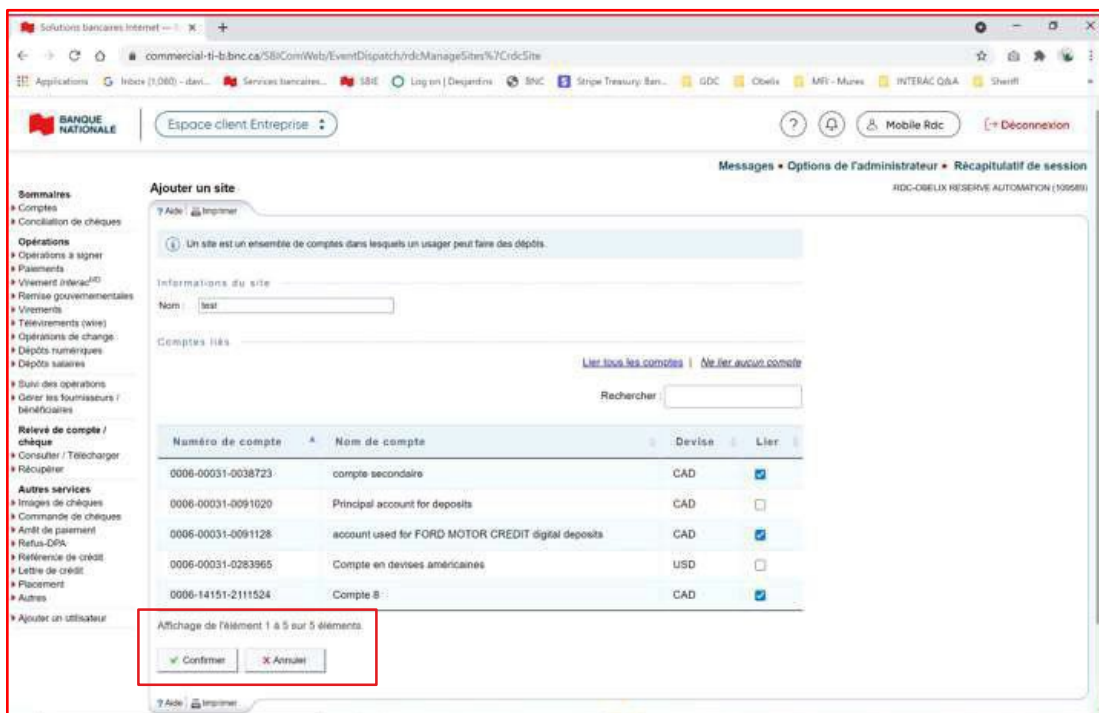 Solutions bancaires Internet —
commercial-ti-b.bnc.ca/SBIComWeb/EventDispatch/rdcManageSites%7CrdcSite
Applications
Inbox (1,060) - davi...
Services bancaires...
SBIE
Log on | Desjardins
BNC
Stripe Treasury: Ban...
GDC
Obelix
MFI - Murex
INTERAC Q&A
Sheriff
BANQUE
NATIONALE
Espace client Entreprise
?
Mobile Rdc
Déconnexion
Messages • Options de l'administrateur • Récapitulatif de session
RDC-OBELIX RESERVE AUTOMATION (109589)
Sommaires
Comptes
Conciliation de chèques
Opérations
Opérations à signer
Paiements
Virement Interac MD
Remise gouvernementales
Virements
Télévirements (wire)
Opérations de change
Dépôts numériques
Dépôts salaires
Suivi des opérations
Gérer les fournisseurs /
bénéficiaires
Relevé de compte /
chèque
Consulter / Télécharger
Récupérer
Autres services
Images de chèques
Commande de chèques
Arrêt de paiement
Refus-DPA
Référence de crédit
Lettre de crédit
Placement
Autres
Ajouter un utilisateur
Ajouter un site
? Aide Imprimer
Un site est un ensemble de comptes dans lesquels un usager peut faire des dépôts.
Informations du site
Nom : test
Comptes liés
Lier tous les comptes | Ne lier aucun compte
Rechercher :
Numéro de compte Nom de compte Devise Lier
0006-00031-0038723 compte secondaire CAD
0006-00031-0091020 Principal account for deposits CAD
0006-00031-0091128 account used for FORD MOTOR CREDIT digital deposits CAD
0006-00031-0283965 Compte en devises américaines USD
0006-14151-2111524 Compte 8 CAD
Affichage de l'élément 1 à 5 sur 5 éléments
Confirmer Annuler
? Aide Imprimer